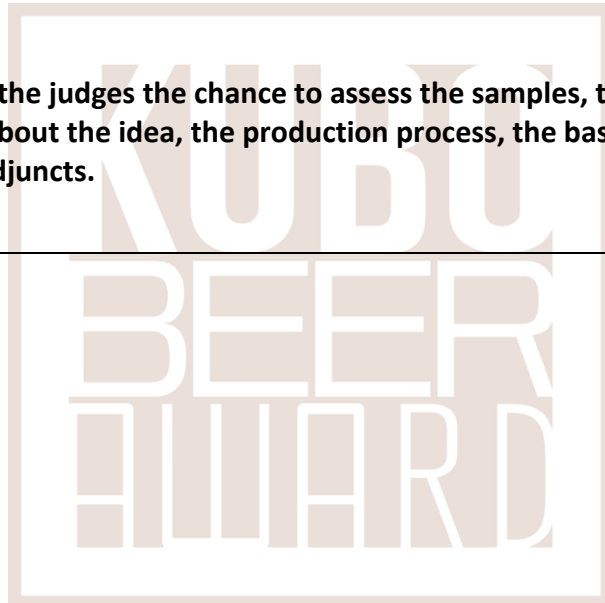 the judges the chance to assess the samples, t
bout the idea, the production process, the bas
djuncts.
KUBO
BEER
AWARD